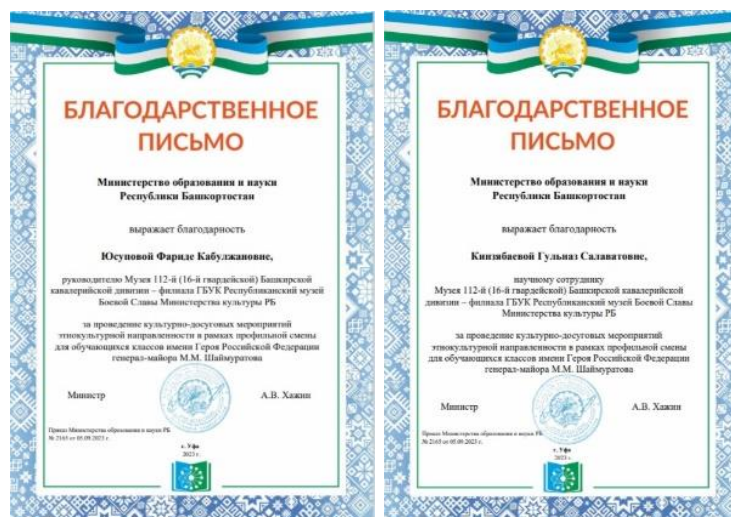 БЛАГОДАРСТВЕННОЕ
ПИСЬМО
Министерство образования и науки
Республики Башкортостан
выражает благодарность
Юсуповой Фариде Кабулжановне,
руководителю Музея 112-й (16-й гвардейской) Башкирской
кавалерийской дивизии – филиала ГБУК Республиканский музей
Боевой Славы Министерства культуры РБ
за проведение культурно-досуговых мероприятий
этнокультурной направленности в рамках профильной смены
для обучающихся классов имени Героя Российской Федерации
генерал-майора М.М. Шаймуратова
Министр
А.В. Хажин
Приказ Министерства образования и науки РБ
№ 2165 от 05.09.2023 г.
г. Уфа
2023 г.
БЛАГОДАРСТВЕННОЕ
ПИСЬМО
Министерство образования и науки
Республики Башкортостан
выражает благодарность
Кинзябаевой Гульназ Салаватовне,
научному сотруднику
Музея 112-й (16-й гвардейской) Башкирской кавалерийской
дивизии – филиала ГБУК Республиканский музей Боевой Славы
Министерства культуры РБ
за проведение культурно-досуговых мероприятий
этнокультурной направленности в рамках профильной смены
для обучающихся классов имени Героя Российской Федерации
генерал-майора М.М. Шаймуратова
Министр
А.В. Хажин
Приказ Министерства образования и науки РБ
№ 2165 от 05.09.2023 г.
г. Уфа
2023 г.